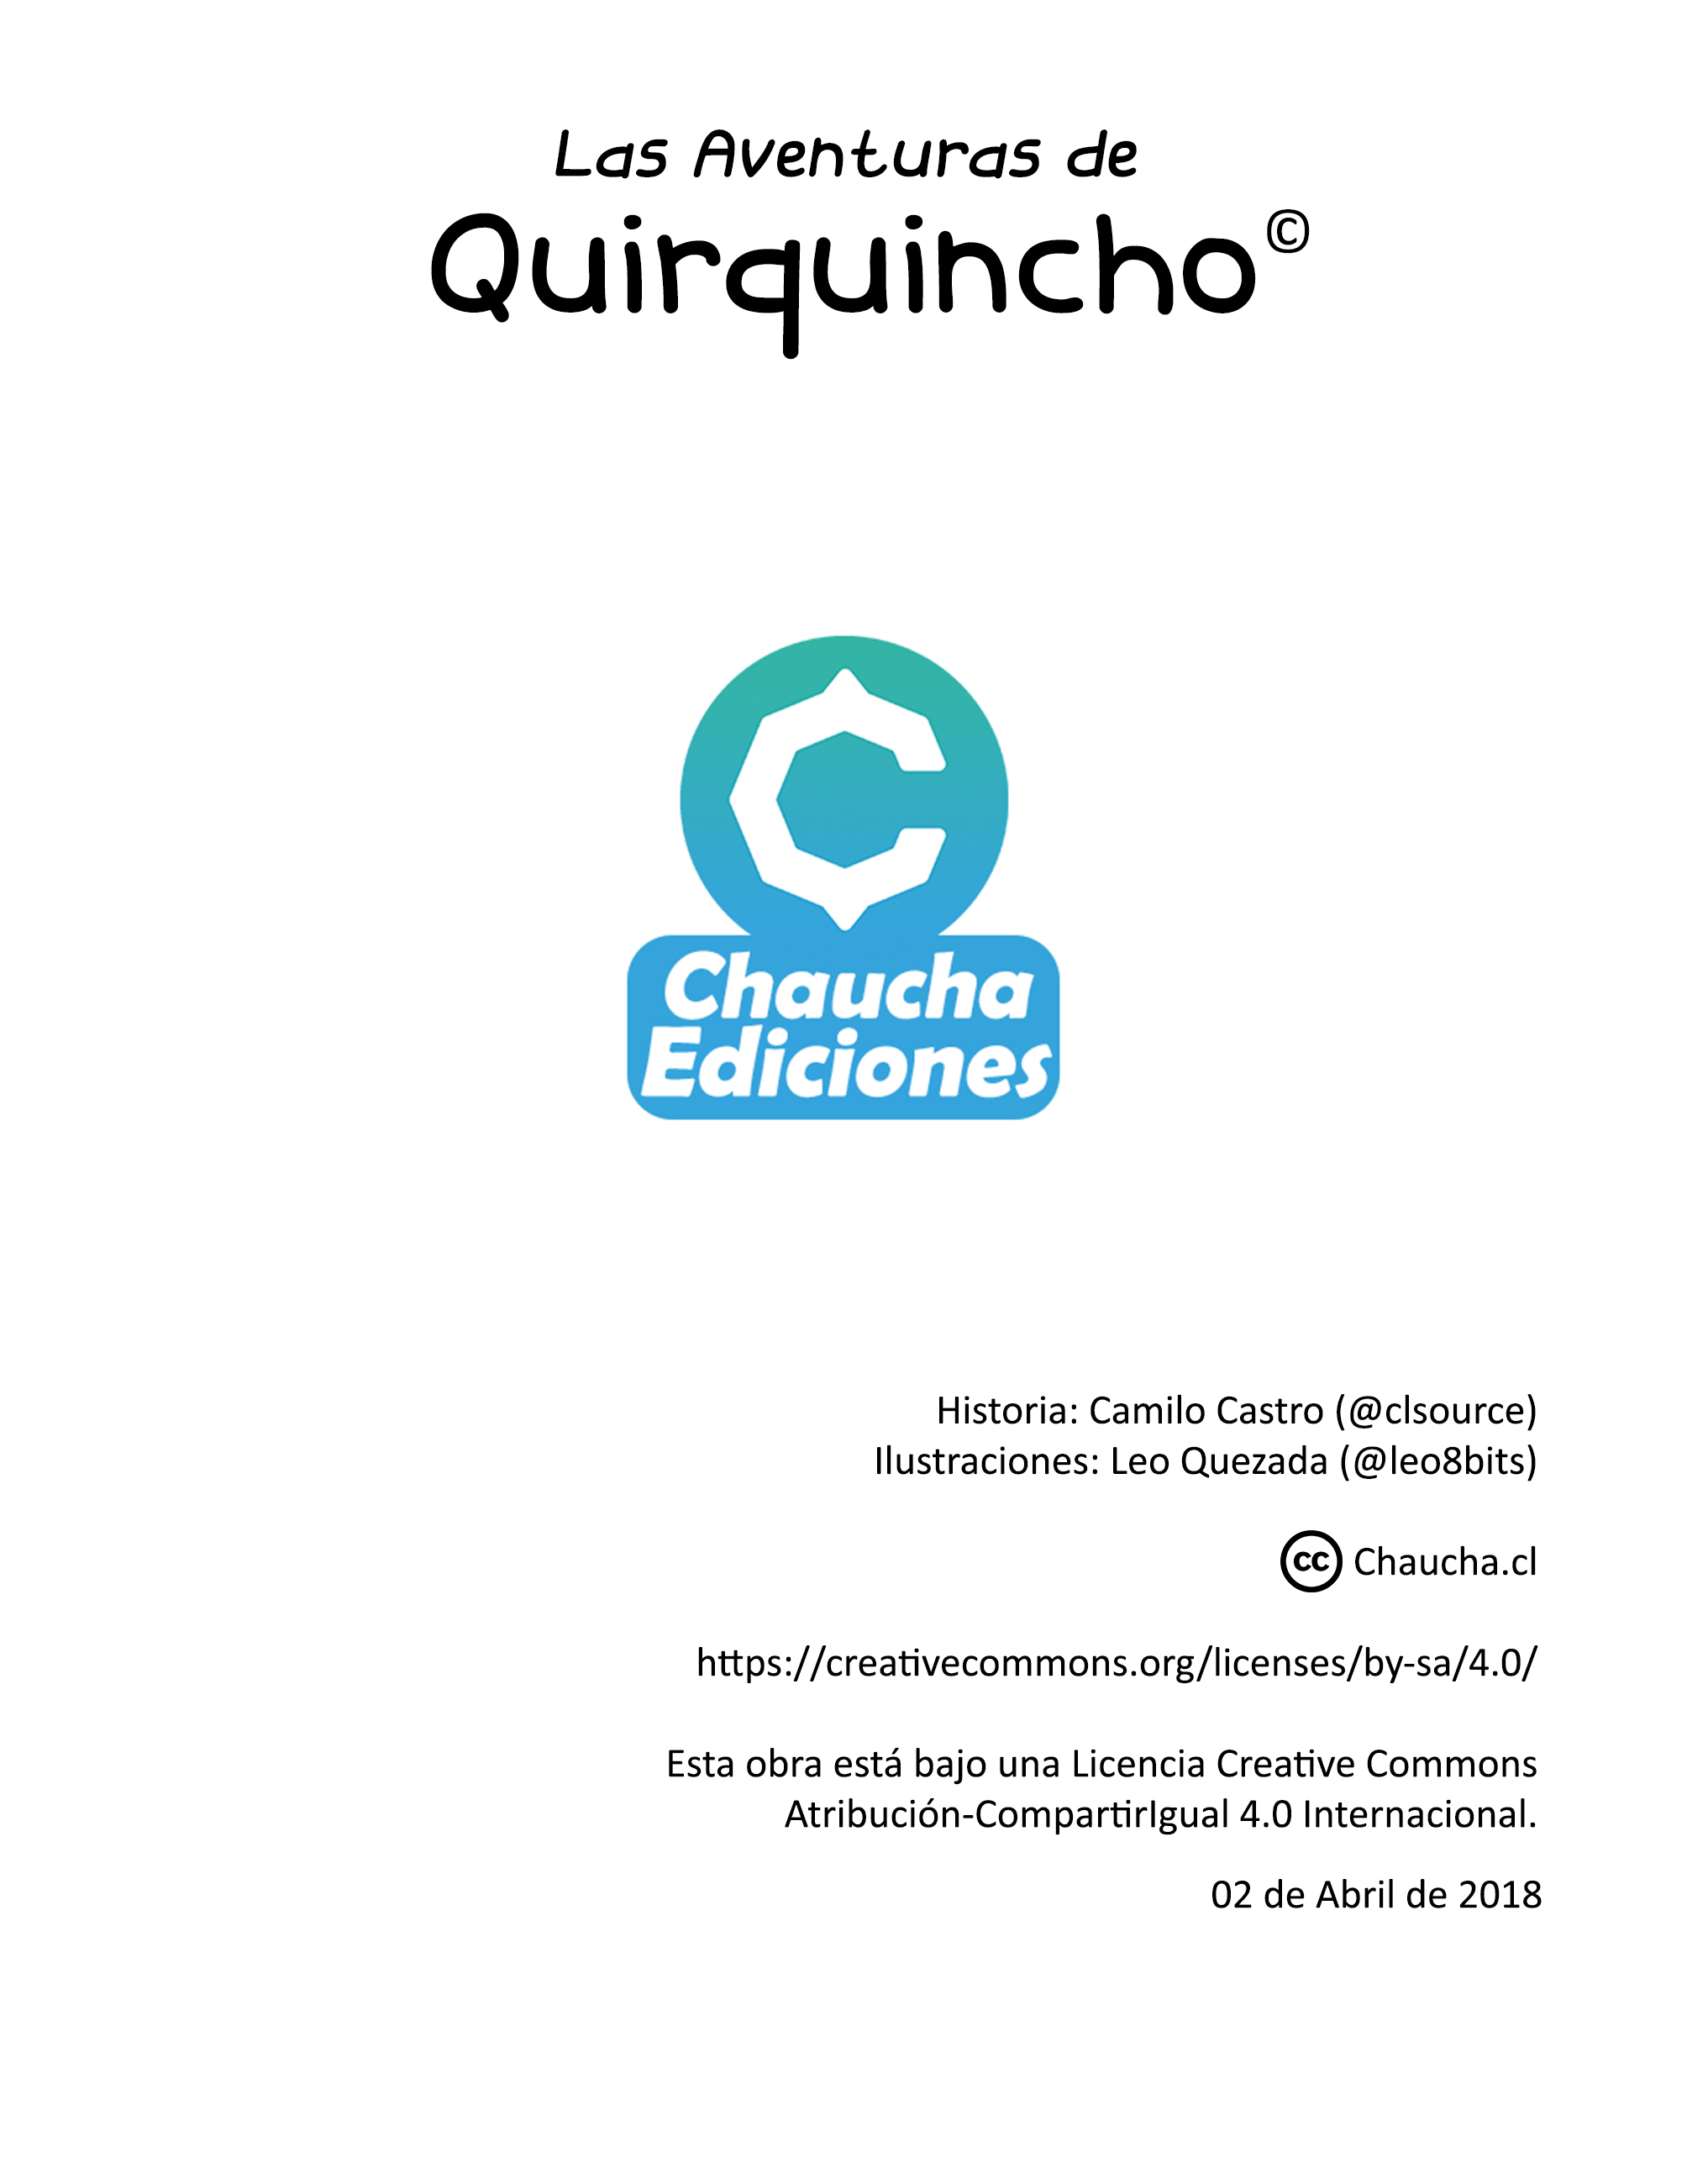 Las Aventuras de
Quirquincho©
Chaucha
Ediciones
Historia: Camilo Castro (@clsource)
Ilustraciones: Leo Quezada (@leo8bits)
cc Chaucha.cl
https://creativecommons.org/licenses/by-sa/4.0/
Esta obra está bajo una Licencia Creative Commons
Atribución-CompartirIgual 4.0 Internacional.
02 de Abril de 2018